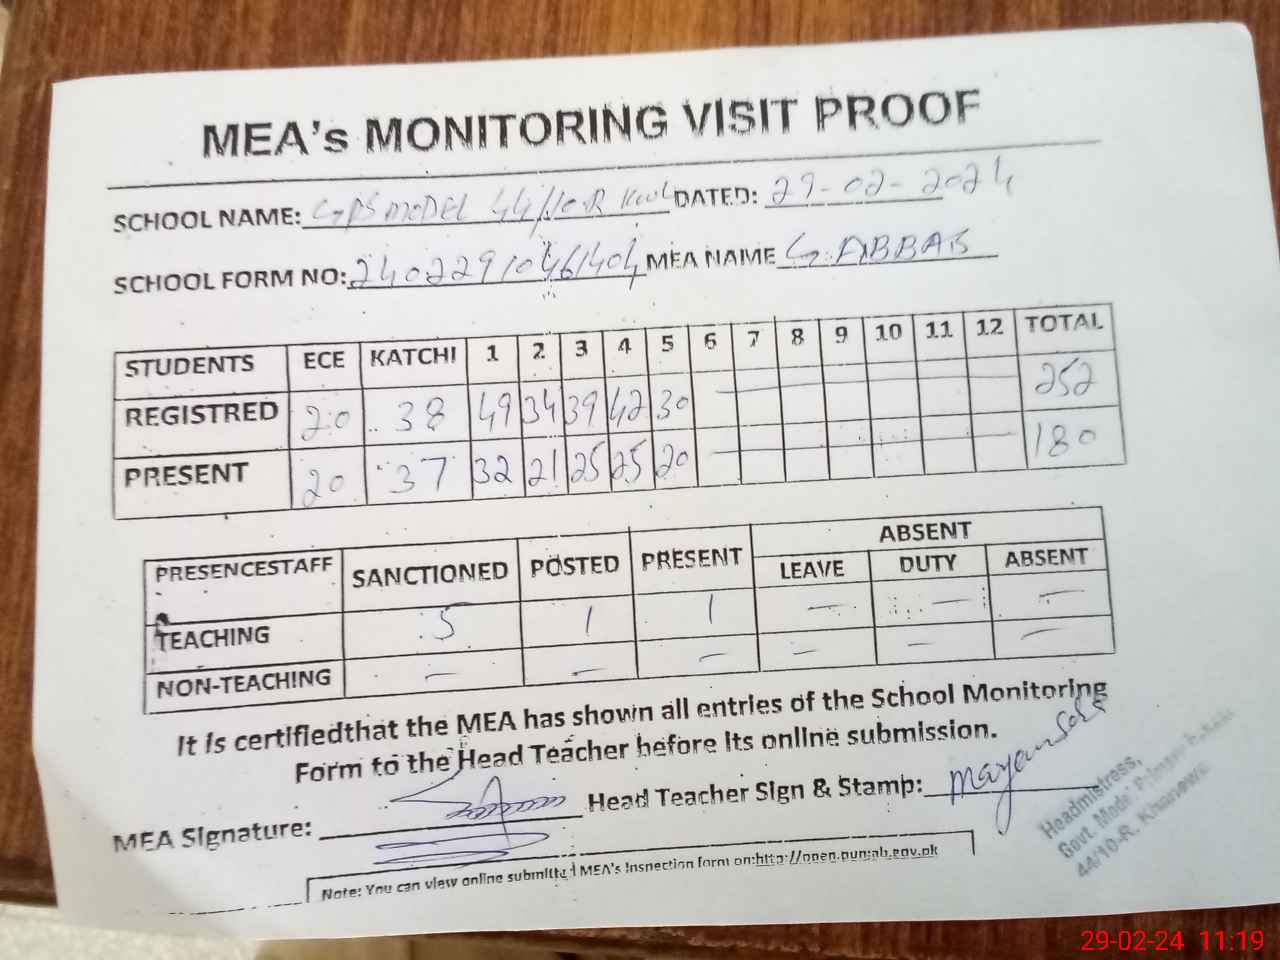 MEA's MONITORING VISIT PROOF
SCHOOL NAME: GPS MODEL 44/10-R KWL DATED: 29-02-2024
SCHOOL FORM NO: 24022910461404 MEA NAME G. ABBAS
STUDENTS ECE KATCHI 1 2 3 4 5 6 7 8 9 10 11 12 TOTAL
REGISTRED 20 38 49 34 39 42 30 — 252
PRESENT 20 37 32 21 25 25 20 — 180
PRESENCESTAFF SANCTIONED POSTED PRESENT ABSENT
LEAVE DUTY ABSENT
TEACHING 5 1 1 — — —
NON-TEACHING — — — — — —
It is certifiedthat the MEA has shown all entries of the School Monitoring
Form to the Head Teacher before its online submission.
MEA Signature: Head Teacher Sign & Stamp:
Headmistress,
Govt. Model Primary
44/10-R, Khanewal
Note: You can view online submitted MEA's Inspection form on:http://open.punjab.gov.pk
29-02-24 11:19